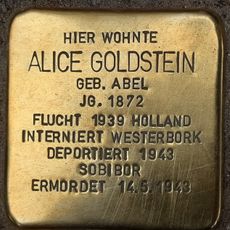 HIER WOHNTE
ALICE GOLDSTEIN
GEB. ABEL
JG. 1872
FLUCHT 1939 HOLLAND
INTERNIERT WESTERBORK
DEPORTIERT 1943
SOBIBOR
ERMORDET 14.5.1943